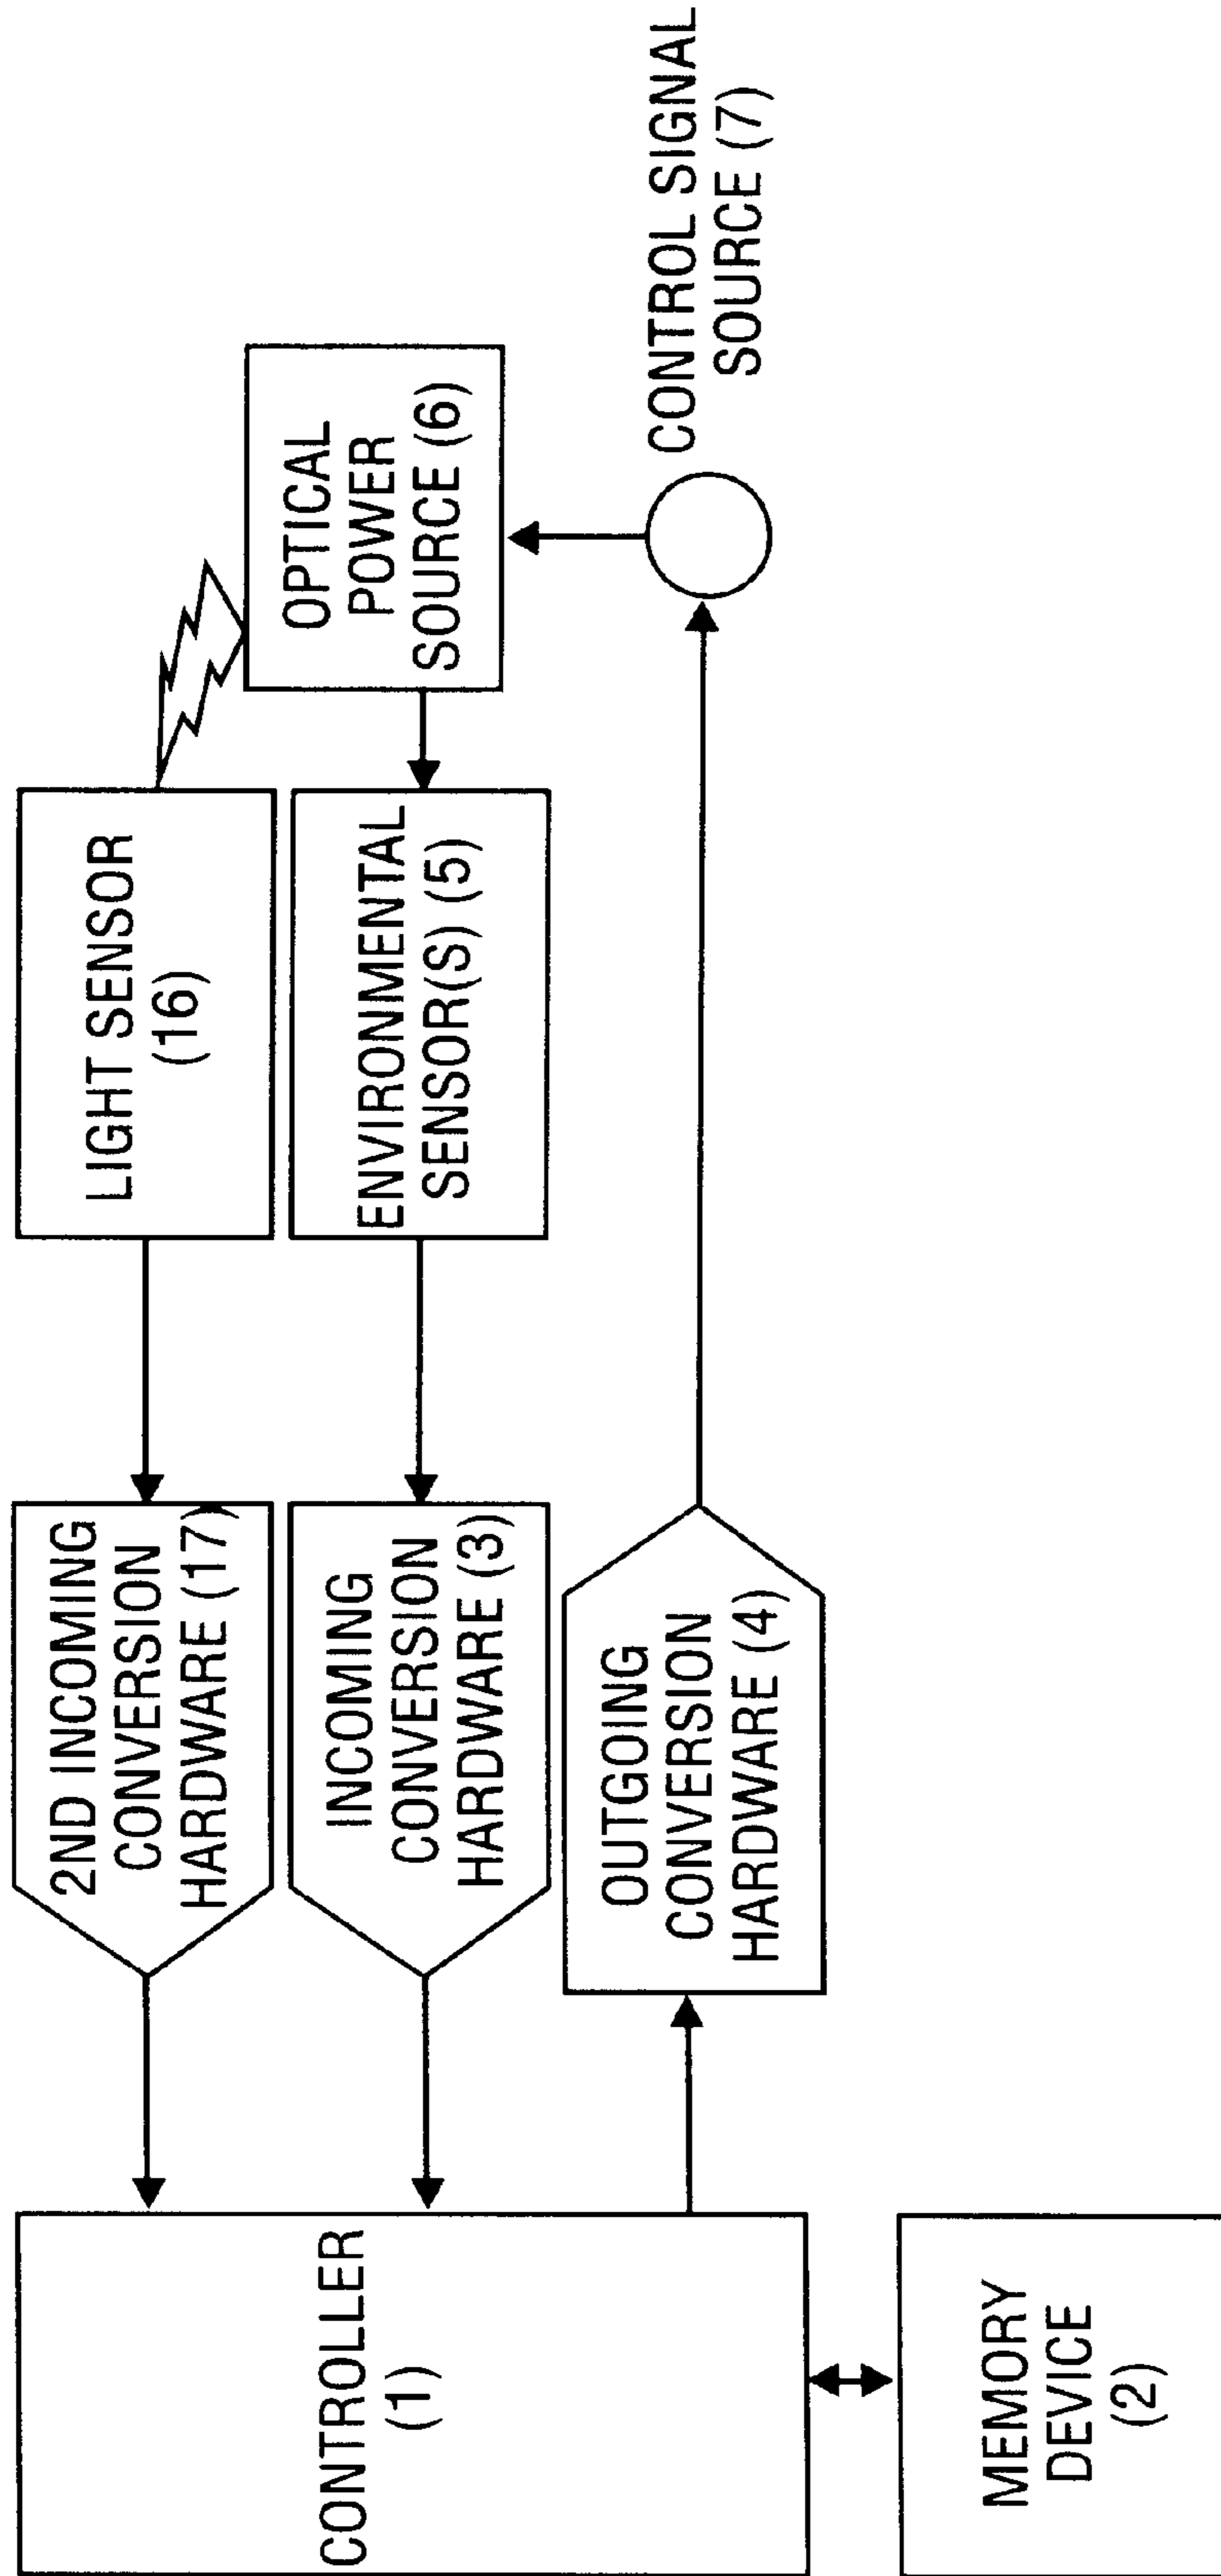 CONTROLLER
(1)
MEMORY
DEVICE
(2)
2ND INCOMING
CONVERSION
HARDWARE (17)
INCOMING
CONVERSION
HARDWARE (3)
OUTGOING
CONVERSION
HARDWARE (4)
LIGHT SENSOR
(16)
ENVIRONMENTAL
SENSOR(S) (5)
OPTICAL
POWER
SOURCE (6)
CONTROL SIGNAL
SOURCE (7)